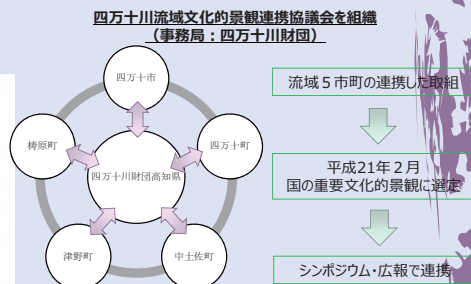 四万十川流域文化的景観連携協議会を組織
（事務局：四万十川財団）
四万十市
梼原町
四万十町
四万十川財団高知県
津野町
中土佐町
流域５市町の連携した取組
平成21年２月
国の重要文化的景観に選定
シンポジウム・広報で連携